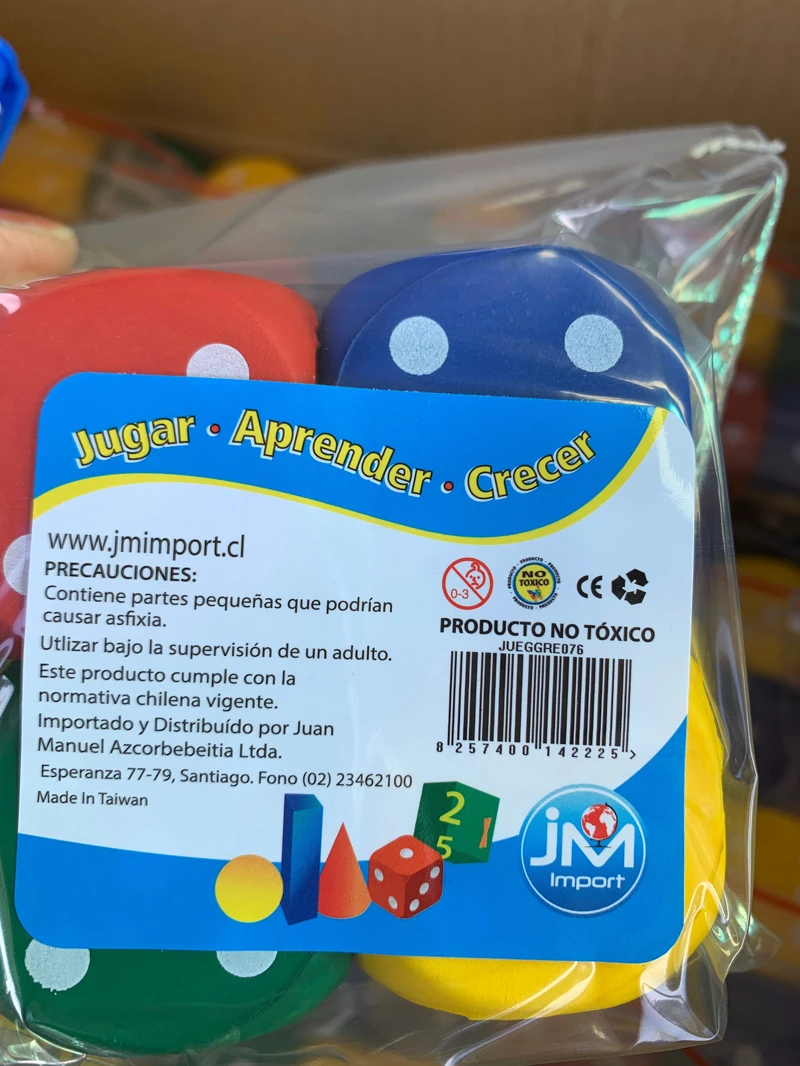 Jugar • Aprender • Crecer
www.jmimport.cl
PRECAUCIONES:
Contiene partes pequeñas que podrían
causar asfixia.
Utlizar bajo la supervisión de un adulto.
Este producto cumple con la
normativa chilena vigente.
Importado y Distribuído por Juan
Manuel Azcorbebeitia Ltda.
Esperanza 77-79, Santiago. Fono (02) 23462100
Made In Taiwan
0-3
PRODUCTO
NO
TÓXICO
PRODUCTO
CE
PRODUCTO NO TÓXICO
JUEGGRE076
8 257400 142225 >
2
5
JM
Import